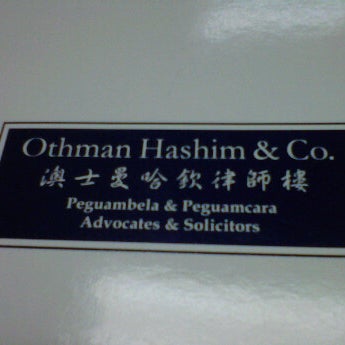 Othman Hashim & Co.
澳士曼哈欽律師樓
Peguambela & Peguamcara
Advocates & Solicitors